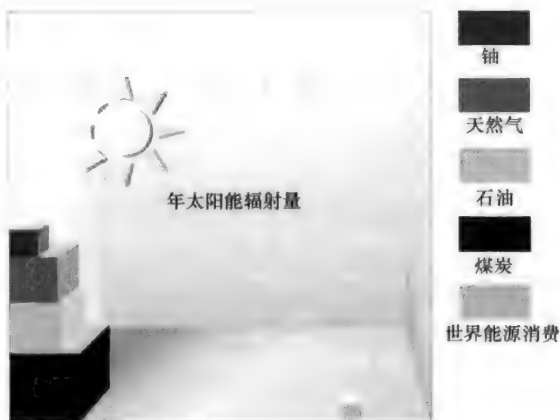 年太阳能辐射量
铀
天然气
石油
煤炭
世界能源消费